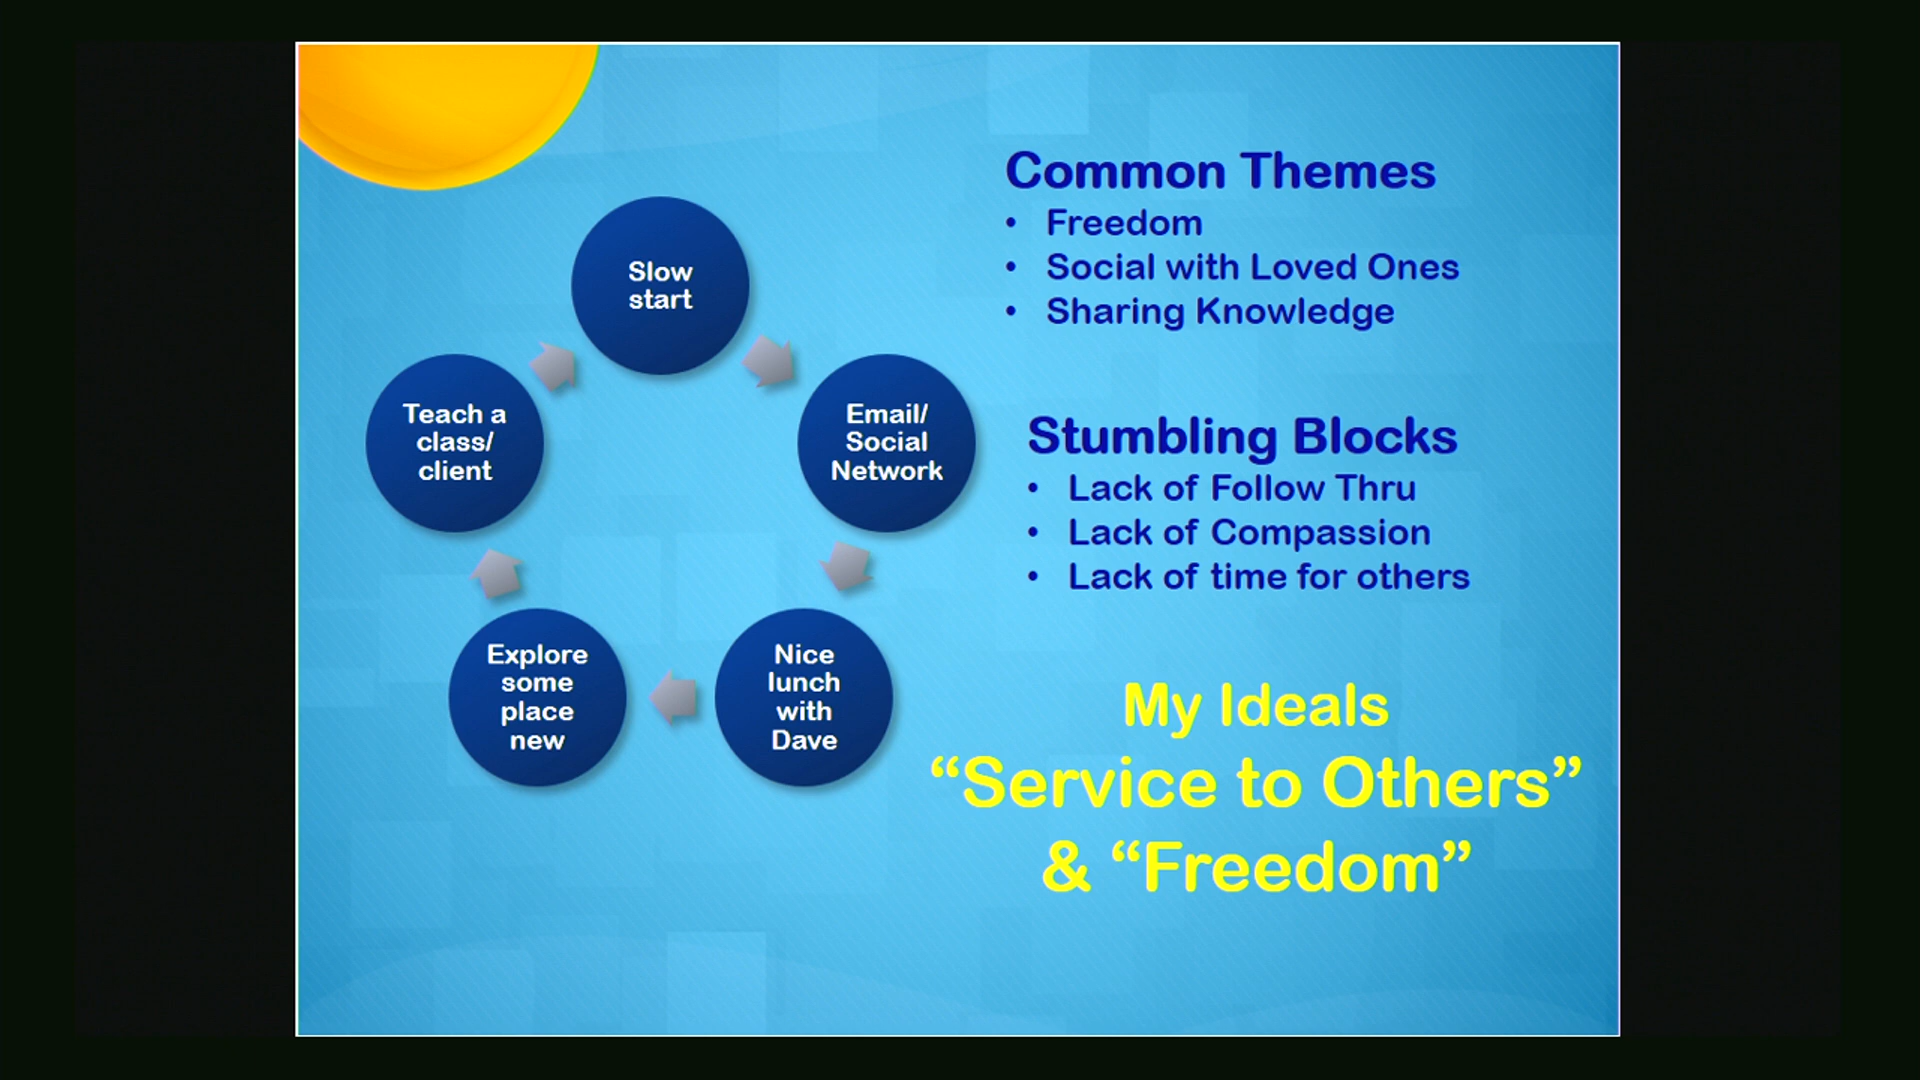 Slow
start
Email/
Social
Network
Nice
lunch
with
Dave
Explore
some
place
new
Teach a
class/
client
Common Themes
• Freedom
• Social with Loved Ones
• Sharing Knowledge
Stumbling Blocks
• Lack of Follow Thru
• Lack of Compassion
• Lack of time for others
My Ideals
“Service to Others”
& “Freedom”